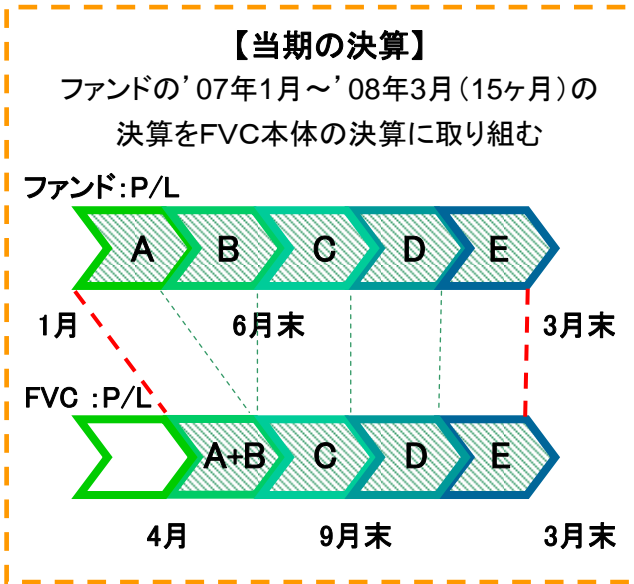 【当期の決算】
ファンドの’07年1月～’08年3月（15ヶ月）の
決算をFVC本体の決算に取り組む
ファンド：P/L
A B C D E
1月 6月末 3月末
FVC ：P/L
A+B C D E
4月 9月末 3月末